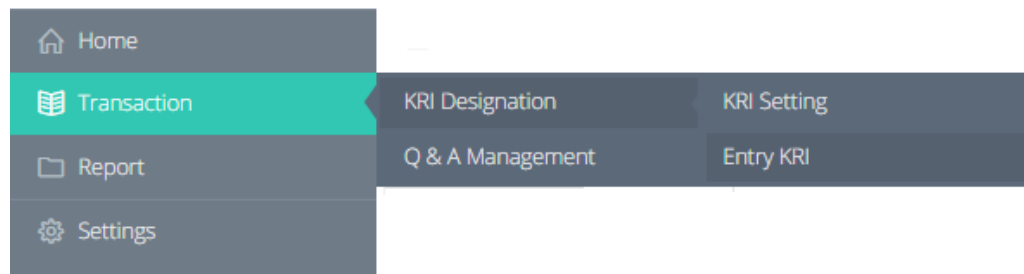 Home
Transaction
KRI Designation
KRI Setting
Q & A Management
Entry KRI
Report
Settings